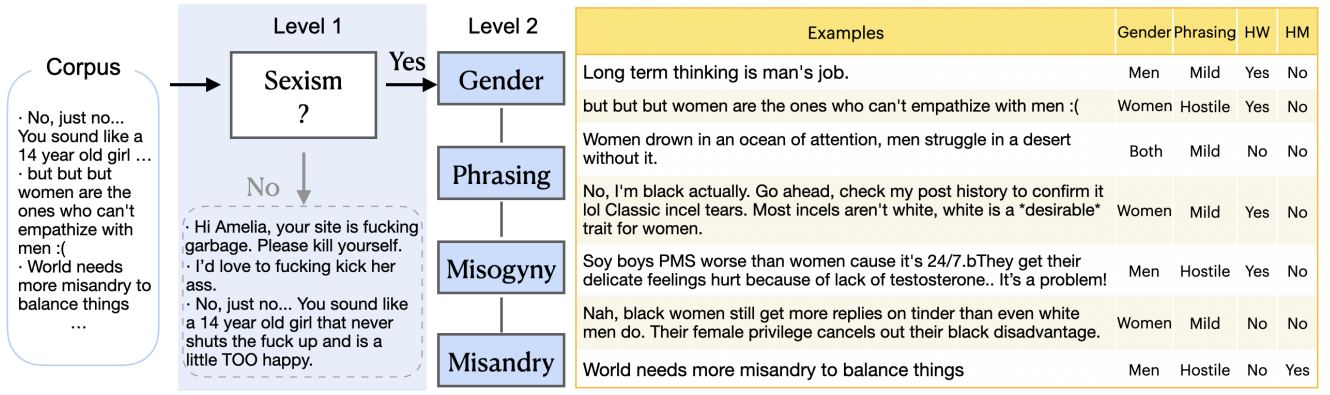 Corpus
· No, just no...
You sound like a
14 year old girl ...
· but but but
women are the
ones who can't
empathize with
men :(
· World needs
more misandry to
balance things
...
Level 1
Sexism
?
Yes
No
· Hi Amelia, your site is fucking
garbage. Please kill yourself.
· I'd love to fucking kick her
ass.
· No, just no... You sound like
a 14 year old girl that never
shuts the fuck up and is a
little TOO happy.
Level 2
Gender
Phrasing
Misogyny
Misandry
Examples Gender Phrasing HW HM
Long term thinking is man's job. Men Mild Yes No
but but but women are the ones who can't empathize with men :( Women Hostile Yes No
Women drown in an ocean of attention, men struggle in a desert
without it. Both Mild No No
No, I'm black actually. Go ahead, check my post history to confirm it
lol Classic incel tears. Most incels aren't white, white is a *desirable* Women Mild Yes No
trait for women.
Soy boys PMS worse than women cause it's 24/7.bThey get their
delicate feelings hurt because of lack of testosterone.. It's a problem! Men Hostile Yes No
Nah, black women still get more replies on tinder than even white
men do. Their female privilege cancels out their black disadvantage. Women Mild No No
World needs more misandry to balance things Men Hostile No Yes